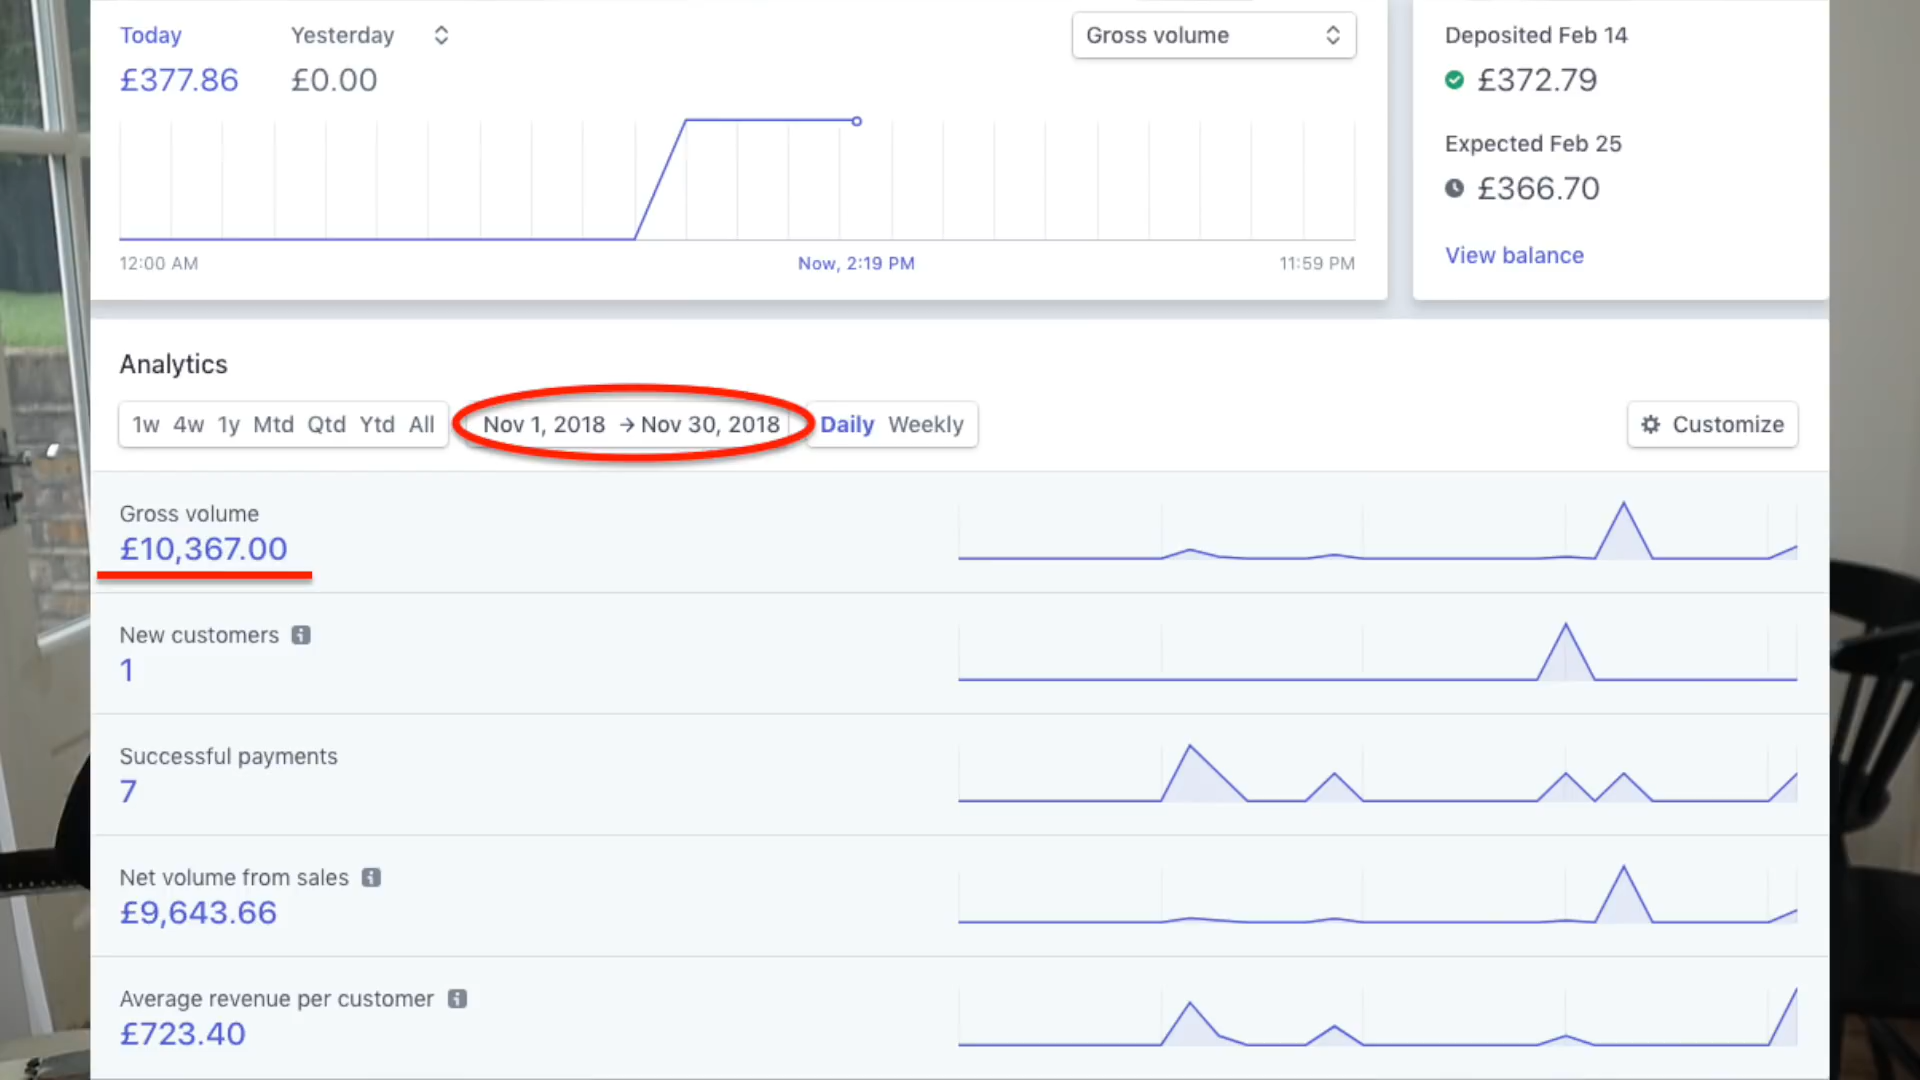 Today
Yesterday
£377.86
£0.00
Gross volume
12:00 AM
Now, 2:19 PM
11:59 PM
Deposited Feb 14
£372.79
Expected Feb 25
£366.70
View balance
Analytics
1w 4w 1y Mtd Qtd Ytd All
Nov 1, 2018 → Nov 30, 2018
Daily Weekly
Customize
Gross volume
£10,367.00
New customers
1
Successful payments
7
Net volume from sales
£9,643.66
Average revenue per customer
£723.40